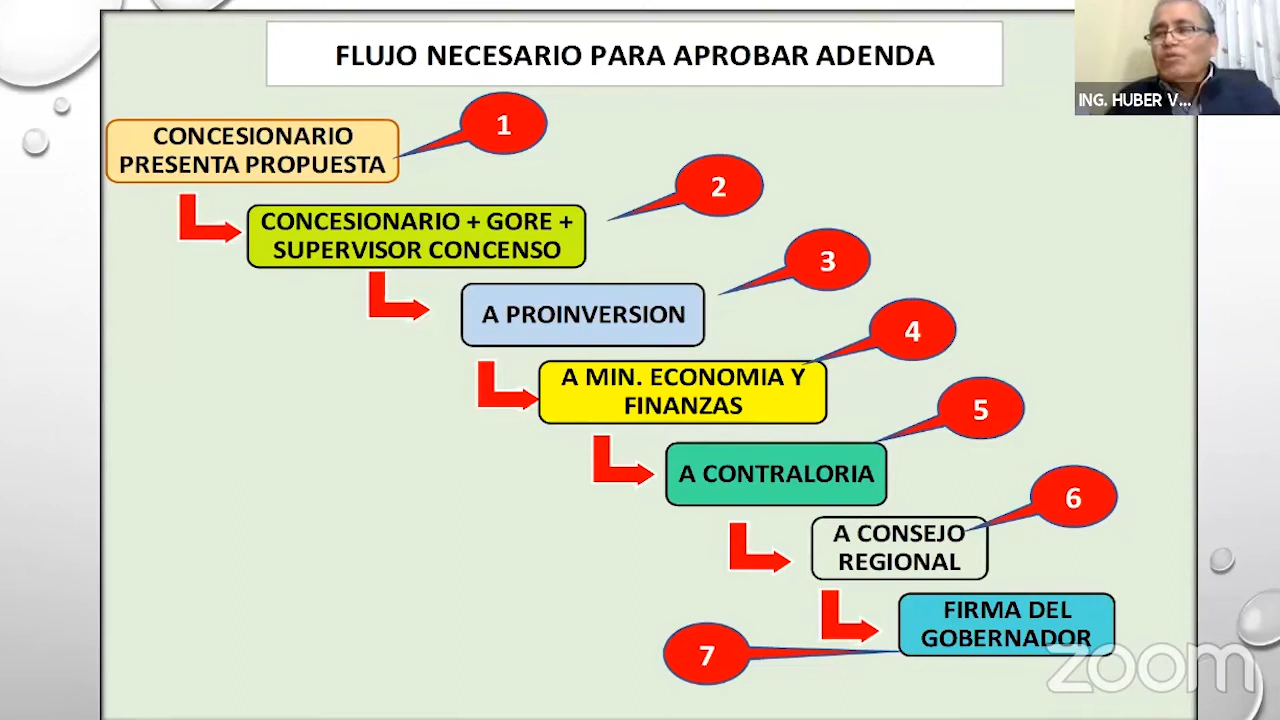 FLUJO NECESARIO PARA APROBAR ADENDA
ING. HUBER V...
CONCESIONARIO
PRESENTA PROPUESTA
1
CONCESIONARIO + GORE +
SUPERVISOR CONCENSO
2
A PROINVERSION
3
A MIN. ECONOMIA Y
FINANZAS
4
A CONTRALORIA
5
A CONSEJO
REGIONAL
6
FIRMA DEL
GOBERNADOR
7
zoom